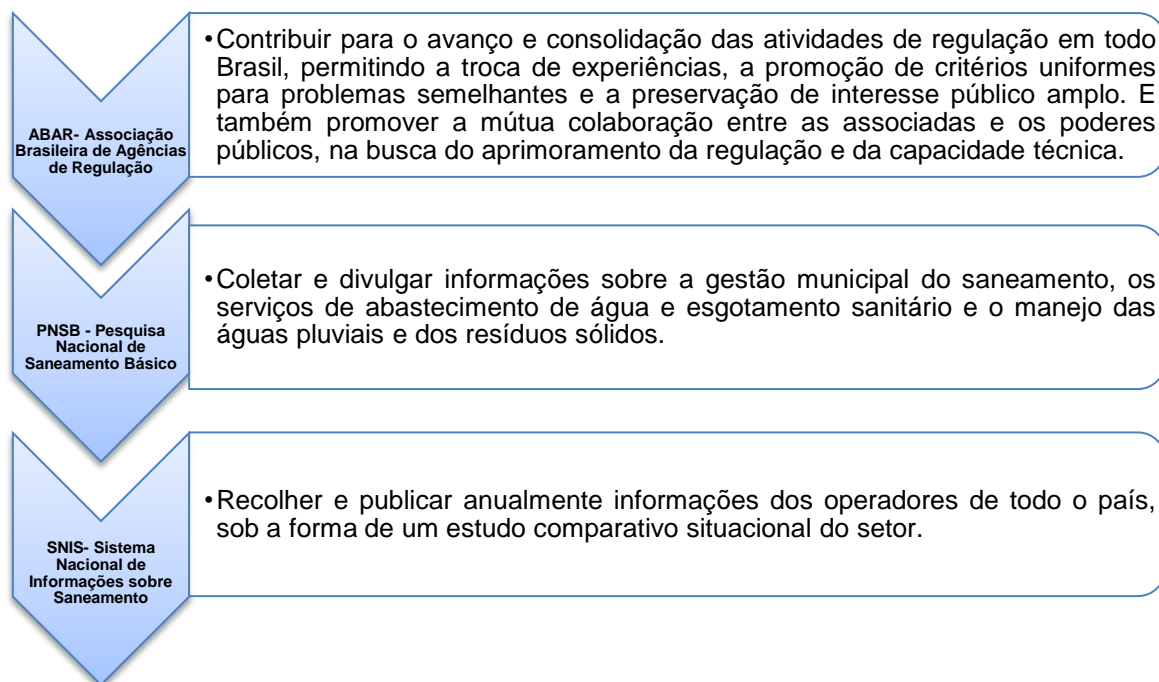 ABAR- Associação
Brasileira de Agências
de Regulação
•Contribuir para o avanço e consolidação das atividades de regulação em todo
Brasil, permitindo a troca de experiências, a promoção de critérios uniformes
para problemas semelhantes e a preservação de interesse público amplo. E
também promover a mútua colaboração entre as associadas e os poderes
públicos, na busca do aprimoramento da regulação e da capacidade técnica.
PNSB - Pesquisa
Nacional de
Saneamento Básico
•Coletar e divulgar informações sobre a gestão municipal do saneamento, os
serviços de abastecimento de água e esgotamento sanitário e o manejo das
águas pluviais e dos resíduos sólidos.
SNIS- Sistema
Nacional de
Informações sobre
Saneamento
•Recolher e publicar anualmente informações dos operadores de todo o país,
sob a forma de um estudo comparativo situacional do setor.